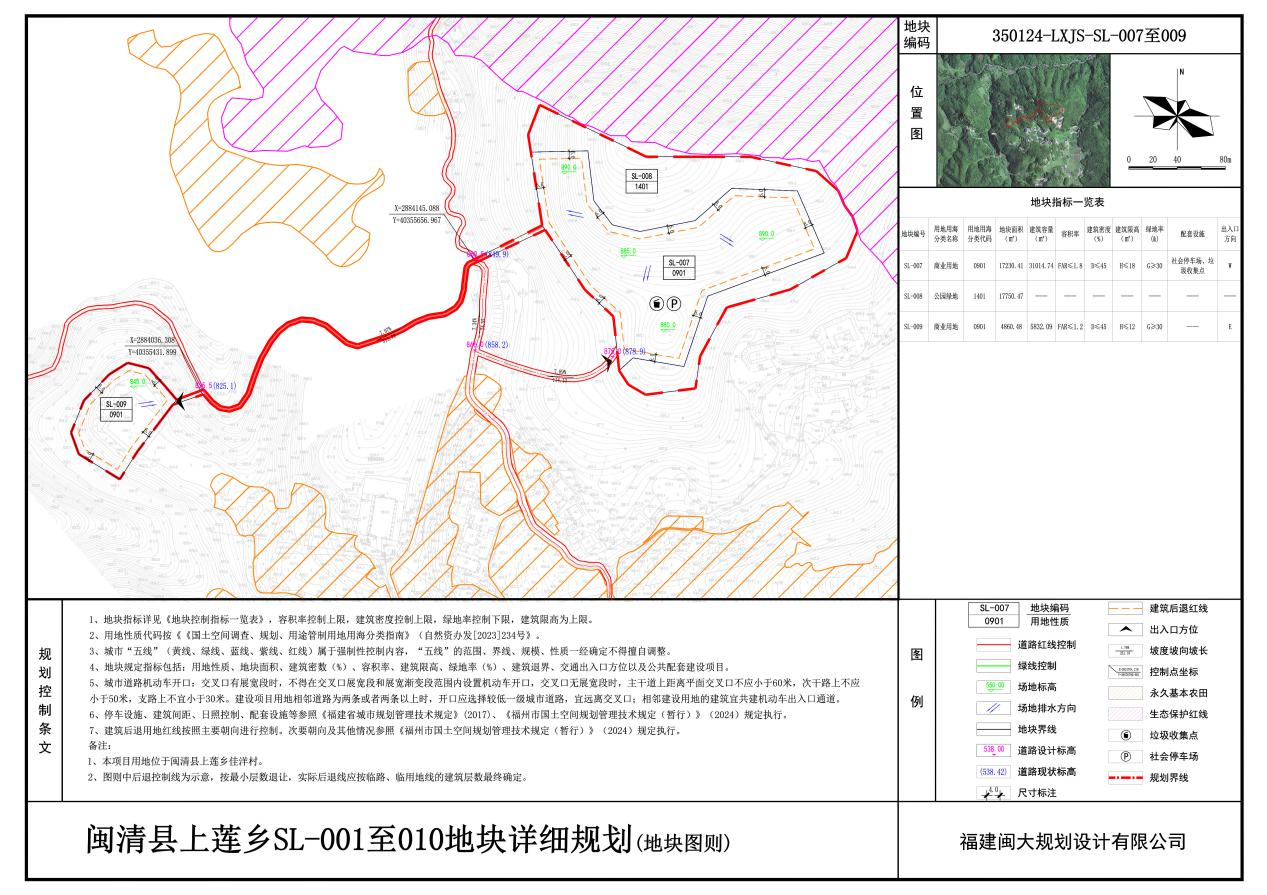 地块编码
350124-LXJS-SL-007至009
位置图
N
0 20 40 80m
地块指标一览表
地块编号 用地用海分类名称 用地用海分类代码 地块面积(㎡) 建筑容量(㎡) 容积率 建筑密度(%) 建筑限高(m) 绿地率(%) 配套设施 出入口方向
SL-007 商业用地 0901 17230.41 31014.74 FAR≤1.8 D≤45 H≤18 G≥30 社会停车场、垃圾收集点 W
SL-008 公园绿地 1401 17750.47 —— —— —— —— —— —— ——
SL-009 商业用地 0901 4860.48 5832.09 FAR≤1.2 D≤45 H≤12 G≥30 —— E
890.0
SL-008
1401
X=2884145.088
Y=40355656.967
890.0
885.0
SL-007
0901
P
880.0
(858.2)
(878.9)
X=2884036.308
Y=40355431.899
(825.1)
840.0
SL-009
0901
规划控制条文
1、地块指标详见《地块控制指标一览表》，容积率控制上限，建筑密度控制上限，绿地率控制下限，建筑限高为上限。
2、用地性质代码按《《国土空间调查、规划、用途管制用地用海分类指南》（自然资办发[2023]234号》。
3、城市“五线”（黄线、绿线、蓝线、紫线、红线）属于强制性控制内容，“五线”的范围、界线、规模、性质一经确定不得擅自调整。
4、地块规定指标包括：用地性质、地块面积、建筑密数（%）、容积率、建筑限高、绿地率（%）、建筑退界、交通出入口方位以及公共配套建设项目。
5、城市道路机动车开口：交叉口有展宽段时，不得在交叉口展宽段和展宽渐变段范围内设置机动车开口，交叉口无展宽段时，主干道上距离平面交叉口不应小于60米，次干路上不应
小于50米，支路上不宜小于30米。建设项目用地相邻道路为两条或者两条以上时，开口应选择较低一级城市道路，宜远离交叉口；相邻建设用地的建筑宜共建机动车出入口通道。
6、停车设施、建筑间距、日照控制、配套设施等参照《福建省城市规划管理技术规定》(2017)、《福州市国土空间规划管理技术规定（暂行）》（2024）规定执行。
7、建筑后退用地红线按照主要朝向进行控制。次要朝向及其他情况参照《福州市国土空间规划管理技术规定（暂行）》（2024）规定执行。
备注：
1、本项目用地位于闽清县上莲乡佳洋村。
2、图则中后退控制线为示意，按最小层数退让，实际后退线应按临路、临用地线的建筑层数最终确定。
图例
SL-007 地块编码
0901 用地性质
道路红线控制
绿线控制
550.00 场地标高
场地排水方向
地块界线
538.00 道路设计标高
(538.42) 道路现状标高
4.0 尺寸标注
建筑后退红线
出入口方位
坡度坡向坡长
控制点坐标
永久基本农田
生态保护红线
垃圾收集点
P 社会停车场
规划界线
闽清县上莲乡SL-001至010地块详细规划(地块图则)
福建闽大规划设计有限公司